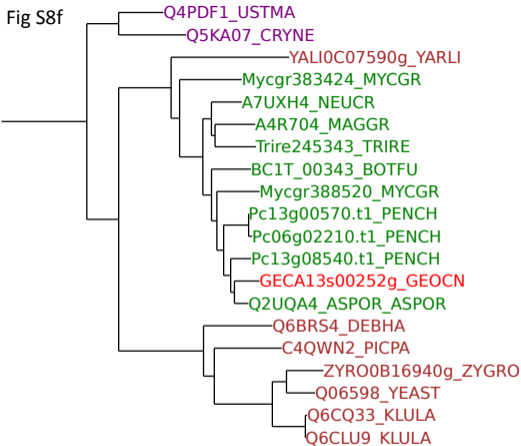 Fig S8f
Q4PDF1_USTMA
Q5KA07_CRYNE
YALI0C07590g_YARLI
Mycgr383424_MYCGR
A7UXH4_NEUCR
A4R704_MAGGR
Trire245343_TRIRE
BC1T_00343_BOTFU
Mycgr388520_MYCGR
Pc13g00570.t1_PENCH
Pc06g02210.t1_PENCH
Pc13g08540.t1_PENCH
GECA13s00252g_GEOCN
Q2UQA4_ASPOR_ASPOR
Q6BRS4_DEBHA
C4QWN2_PICPA
ZYRO0B16940g_ZYGRO
Q06598_YEAST
Q6CQ33_KLULA
Q6CLU9_KLULA